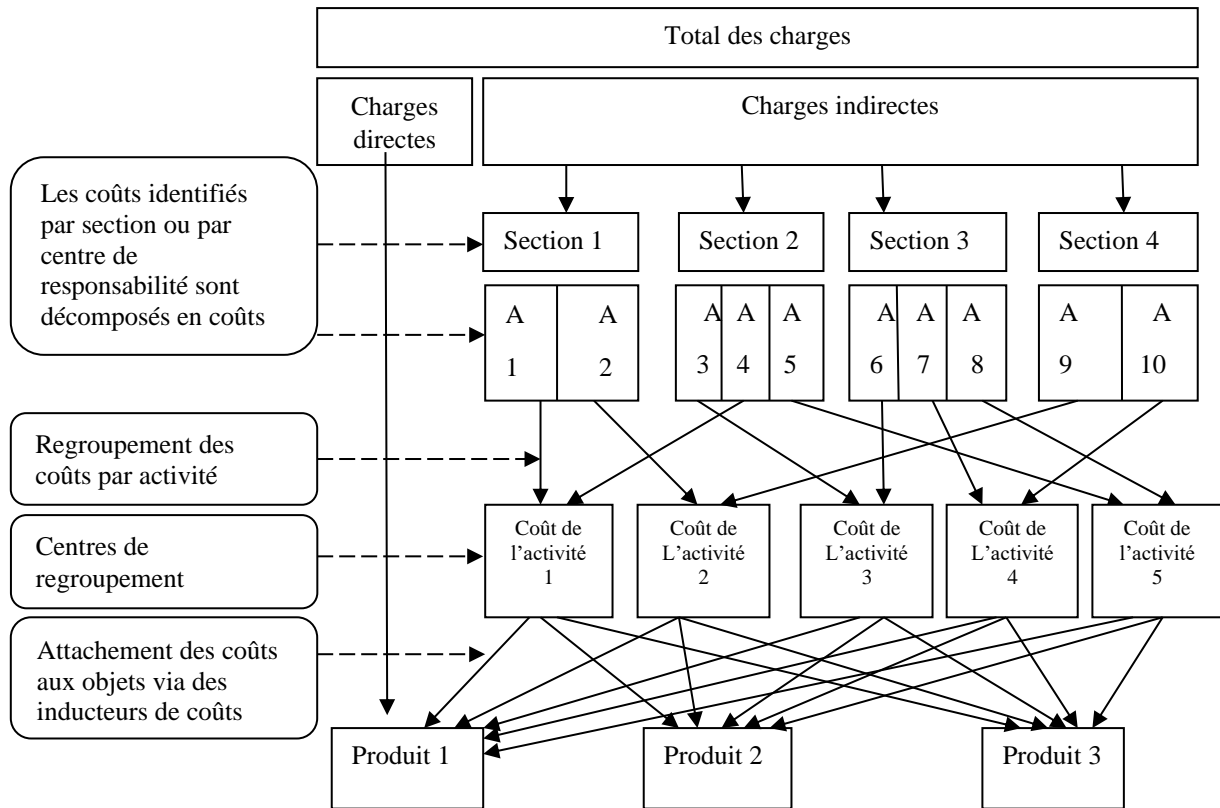 Total des charges
Charges
directes
Charges indirectes
Les coûts identifiés
par section ou par
centre de
responsabilité sont
décomposés en coûts
Section 1
Section 2
Section 3
Section 4
A A A A A A A A A A
1 2 3 4 5 6 7 8 9 10
Regroupement des
coûts par activité
Centres de
regroupement
Coût de
l'activité
1
Coût de
L'activité
2
Coût de
L'activité
3
Coût de
L'activité
4
Coût de
l'activité
5
Attachement des coûts
aux objets via des
inducteurs de coûts
Produit 1
Produit 2
Produit 3